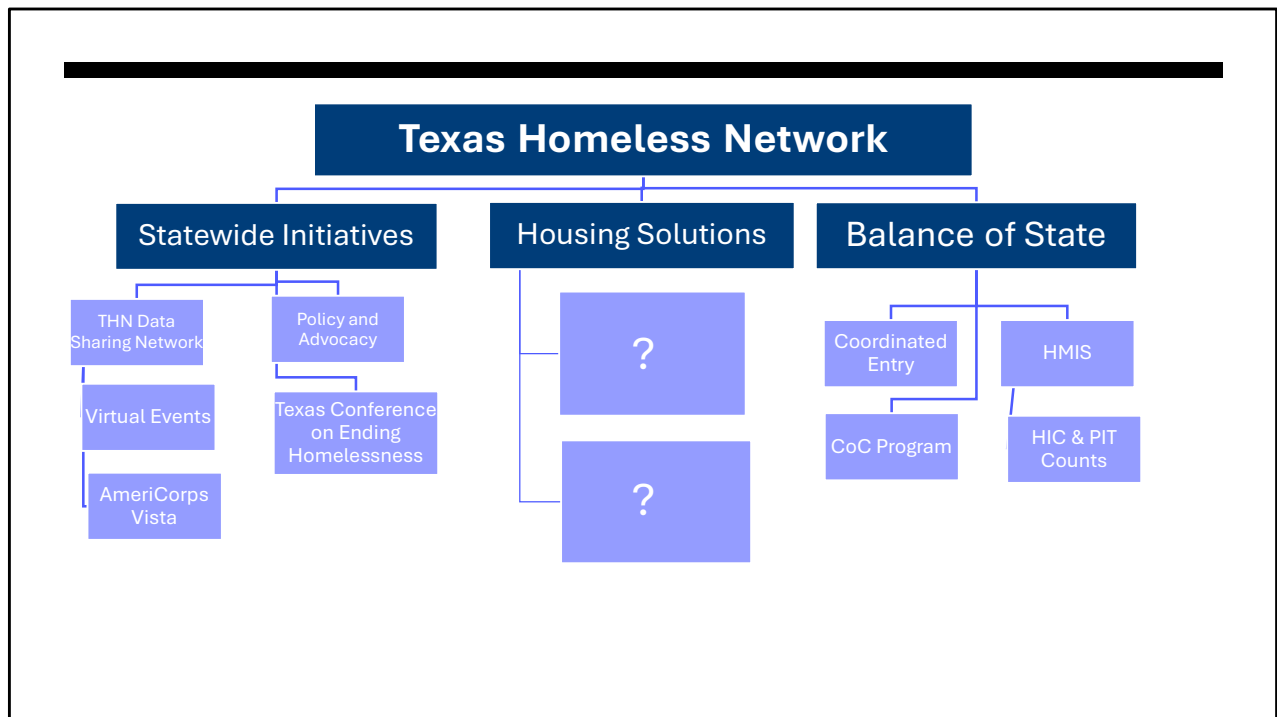 Texas Homeless Network
Statewide Initiatives
THN Data
Sharing Network
Virtual Events
AmeriCorps
Vista
Policy and
Advocacy
Texas Conference
on Ending
Homelessness
Housing Solutions
?
?
Balance of State
Coordinated
Entry
CoC Program
HMIS
HIC & PIT
Counts